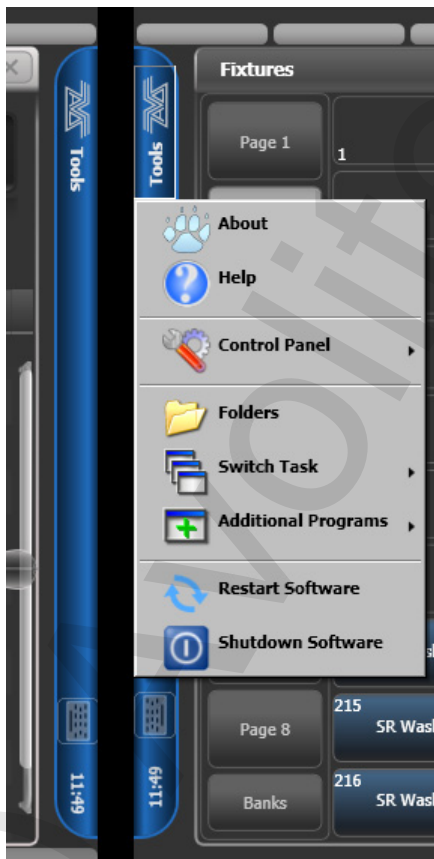 Tools
11:49
Tools
11:49
Fixtures
Page 1
1
About
Help
Control Panel
Folders
Switch Task
Additional Programs
Restart Software
Shutdown Software
Page 8
215
SR Wash
Banks
216
SR Wash
Avolites